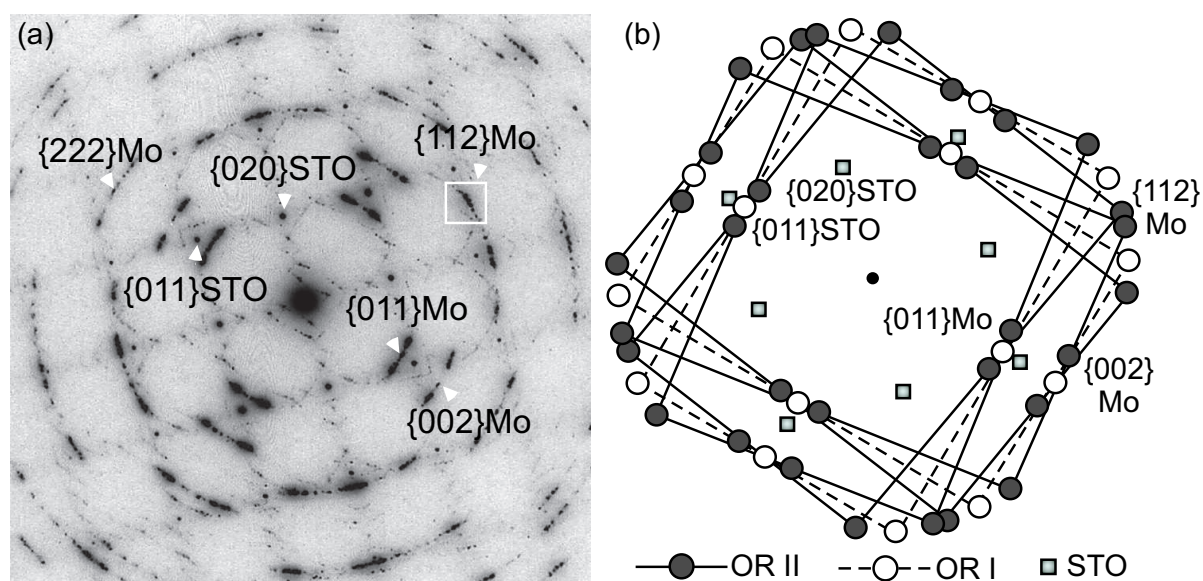 (a)
{222}Mo
{020}STO
{112}Mo
{011}STO
{011}Mo
{002}Mo
(b)
{020}STO
{011}STO
{112}
Mo
{011}Mo
{002}
Mo
OR II
OR I
STO